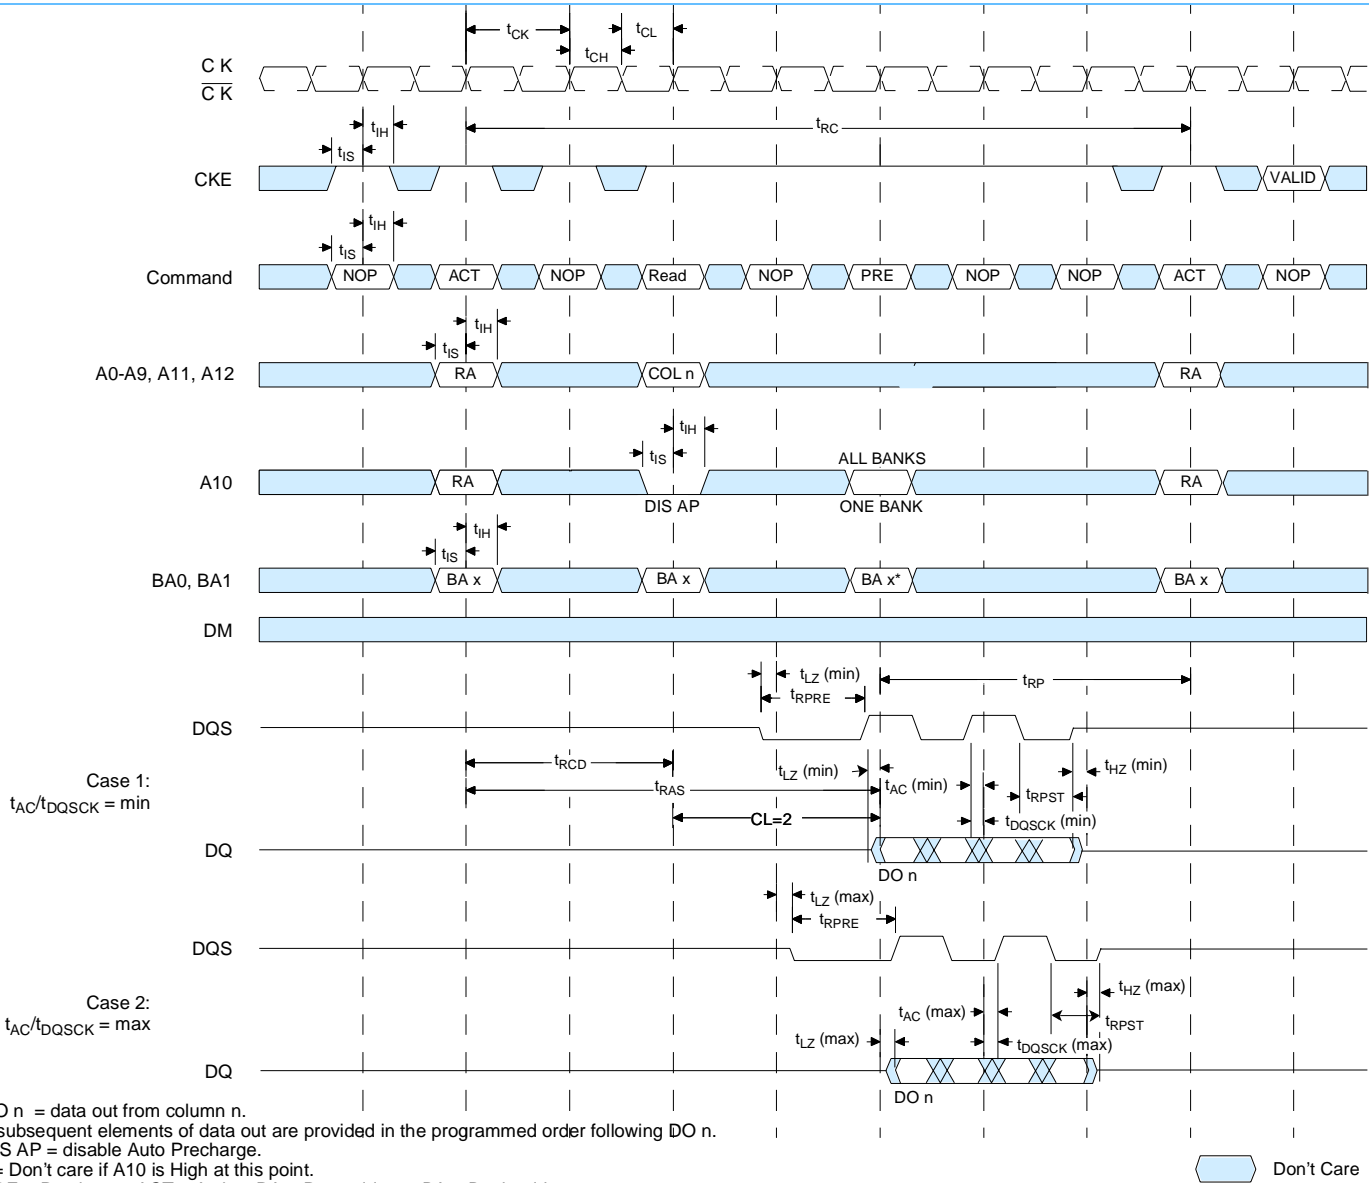 tCK
tCL
tCH
C K
C K
tIH
tRC
tIS
CKE
VALID
tIH
tIS
Command
NOP
ACT
NOP
Read
NOP
PRE
NOP
NOP
ACT
NOP
tIH
tIS
A0-A9, A11, A12
RA
COL n
RA
tIH
tIS
ALL BANKS
A10
RA
RA
DIS AP
ONE BANK
tIH
tIS
BA0, BA1
BA x
BA x
BA x*
BA x
DM
tLZ (min)
tRP
tRPRE
DQS
tRCD
tLZ (min)
tHZ (min)
Case 1:
tAC/tDQSCK = min
tRAS
tAC (min)
tRPST
CL=2
tDQSCK (min)
DQ
DO n
tLZ (max)
tRPRE
DQS
tHZ (max)
Case 2:
tAC/tDQSCK = max
tAC (max)
tRPST
tLZ (max)
tDQSCK (max)
DQ
DO n
O n = data out from column n.
subsequent elements of data out are provided in the programmed order following DO n.
S AP = disable Auto Precharge.
= Don't care if A10 is High at this point.
Don't Care